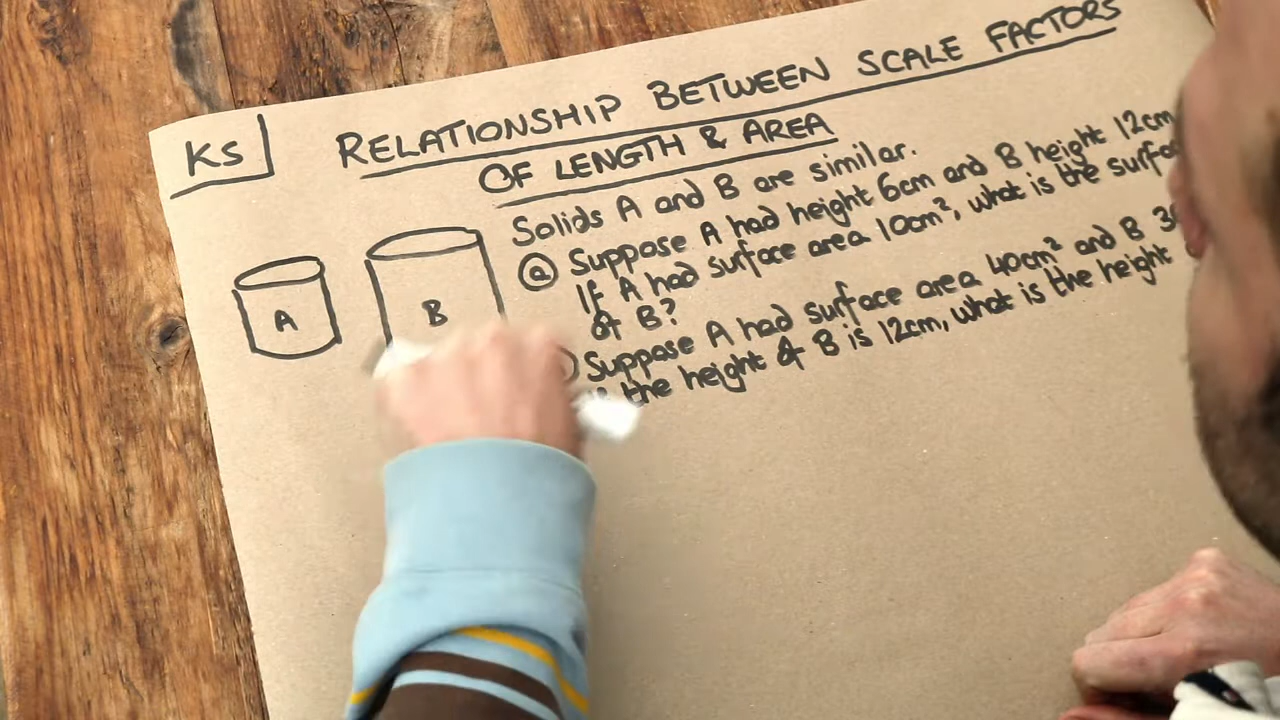 KS
RELATIONSHIP BETWEEN SCALE FACTORS
OF LENGTH & AREA
Solids A and B are similar.
a Suppose A had height 6cm and B height 12cm
If A had surface area 10cm², what is the
of B?
Suppose A had surface area 40cm² and B
the height of B is 12cm, what is the height
A
B